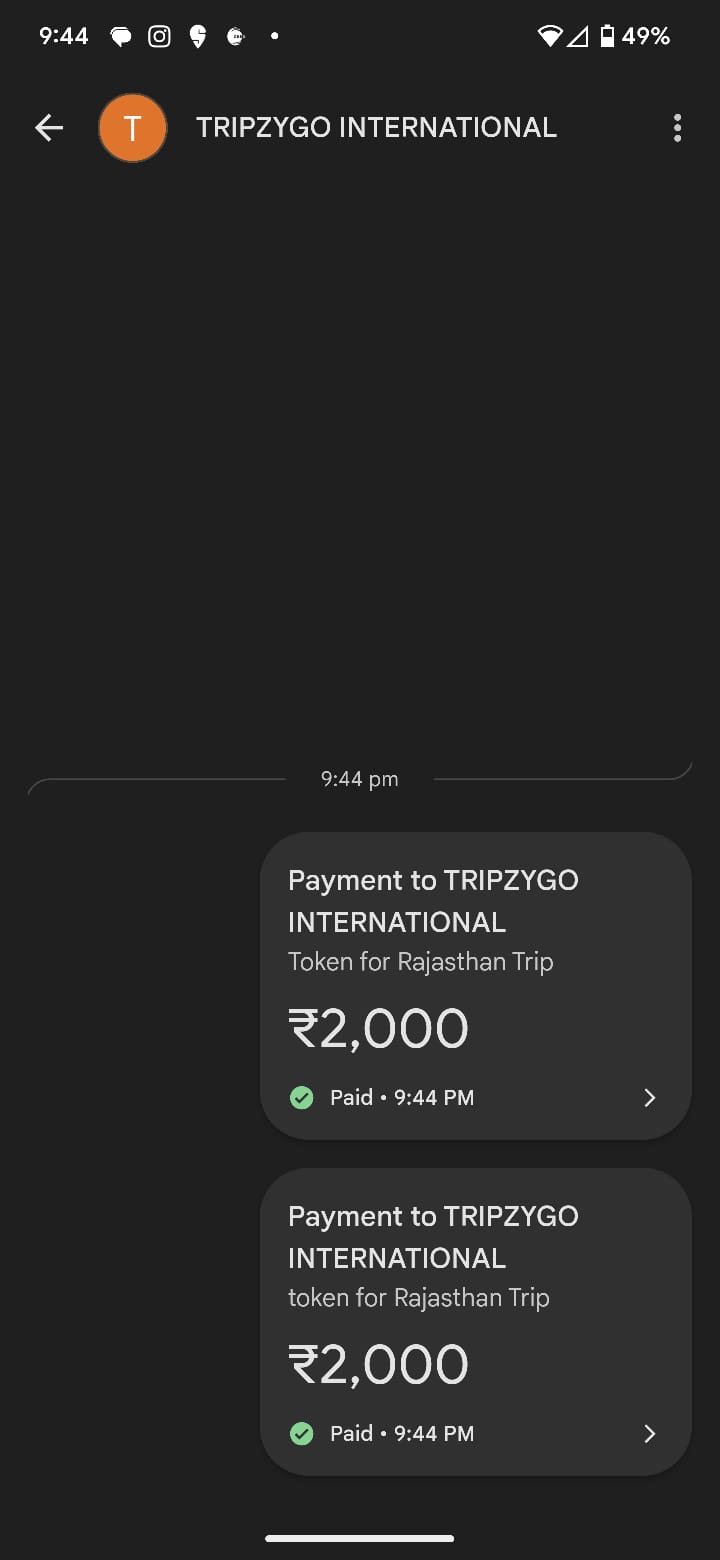 9:44
49%
T
TRIPZYGO INTERNATIONAL
9:44 pm
Payment to TRIPZYGO
INTERNATIONAL
Token for Rajasthan Trip
₹2,000
Paid • 9:44 PM
Payment to TRIPZYGO
INTERNATIONAL
token for Rajasthan Trip
₹2,000
Paid • 9:44 PM